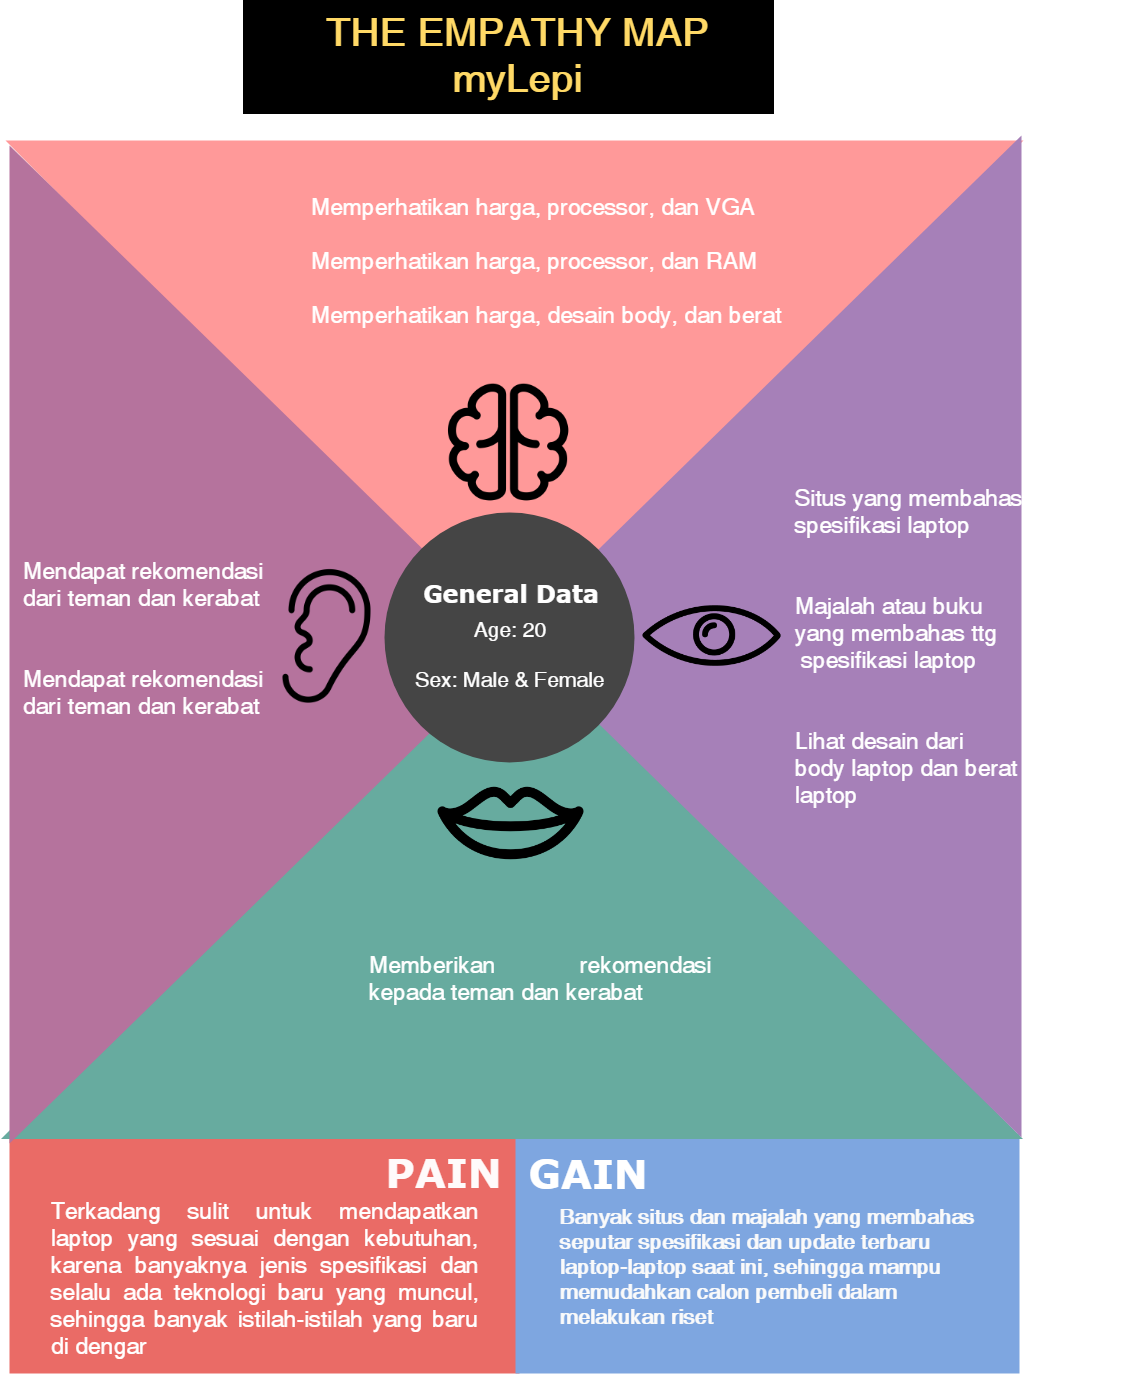 THE EMPATHY MAP
myLepi
Memperhatikan harga, processor, dan VGA
Memperhatikan harga, processor, dan RAM
Memperhatikan harga, desain body, dan berat
Mendapat rekomendasi
dari teman dan kerabat
Mendapat rekomendasi
dari teman dan kerabat
General Data
Age: 20
Sex: Male & Female
Situs yang membahas
spesifikasi laptop
Majalah atau buku
yang membahas ttg
spesifikasi laptop
Lihat desain dari
body laptop dan berat
laptop
Memberikan rekomendasi
kepada teman dan kerabat
PAIN
Terkadang sulit untuk mendapatkan
laptop yang sesuai dengan kebutuhan,
karena banyaknya jenis spesifikasi dan
selalu ada teknologi baru yang muncul,
sehingga banyak istilah-istilah yang baru
di dengar
GAIN
Banyak situs dan majalah yang membahas
seputar spesifikasi dan update terbaru
laptop-laptop saat ini, sehingga mampu
memudahkan calon pembeli dalam
melakukan riset